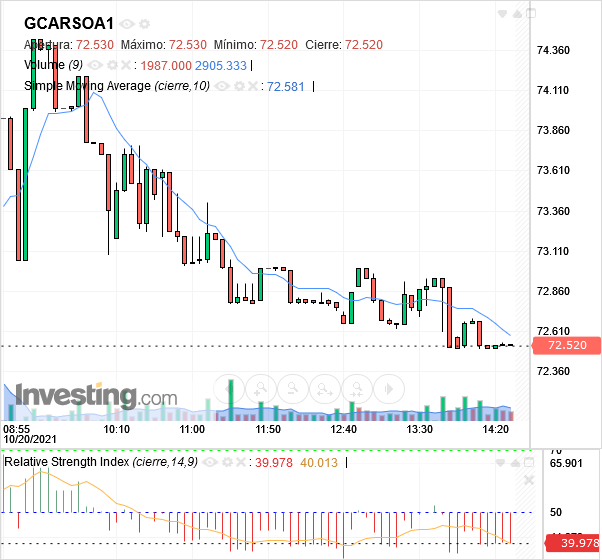 GCARSOA1
Apertura: 72.530 Máximo: 72.530 Mínimo: 72.520 Cierre: 72.520
Volume (9) : 1987.000 2905.333
Simple Moving Average (cierre,10) : 72.581
74.360
74.110
73.860
73.610
73.360
73.110
72.860
72.610
72.520
72.360
Investing.com
08:55 10:10 11:00 11:50 12:40 13:30 14:20
10/20/2021
70
Relative Strength Index (cierre,14,9) : 39.978 40.013
65.901
50
39.978